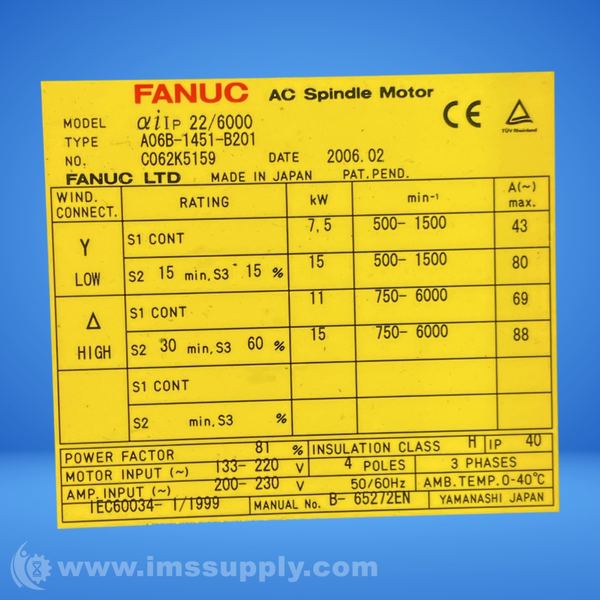 FANUC AC Spindle Motor
MODEL αiIP 22/6000
TYPE A06B-1451-B201
NO. C062K5159 DATE 2006.02
FANUC LTD MADE IN JAPAN PAT.PEND.
CE TÜV Rheinland
WIND. CONNECT. RATING kW min-1 A(~) max.
Y LOW S1 CONT 7,5 500- 1500 43
S2 15 min,S3 15 % 15 500- 1500 80
Δ HIGH S1 CONT 11 750- 6000 69
S2 30 min,S3 60 % 15 750- 6000 88
S1 CONT
S2 min,S3 %
POWER FACTOR 81 % INSULATION CLASS H IP 40
MOTOR INPUT (~) 133- 220 V 4 POLES 3 PHASES
AMP. INPUT (~) 200- 230 V 50/60Hz AMB.TEMP.0-40℃
IEC60034- 1/1999 MANUAL No. B- 65272EN YAMANASHI JAPAN
© www.imssupply.com